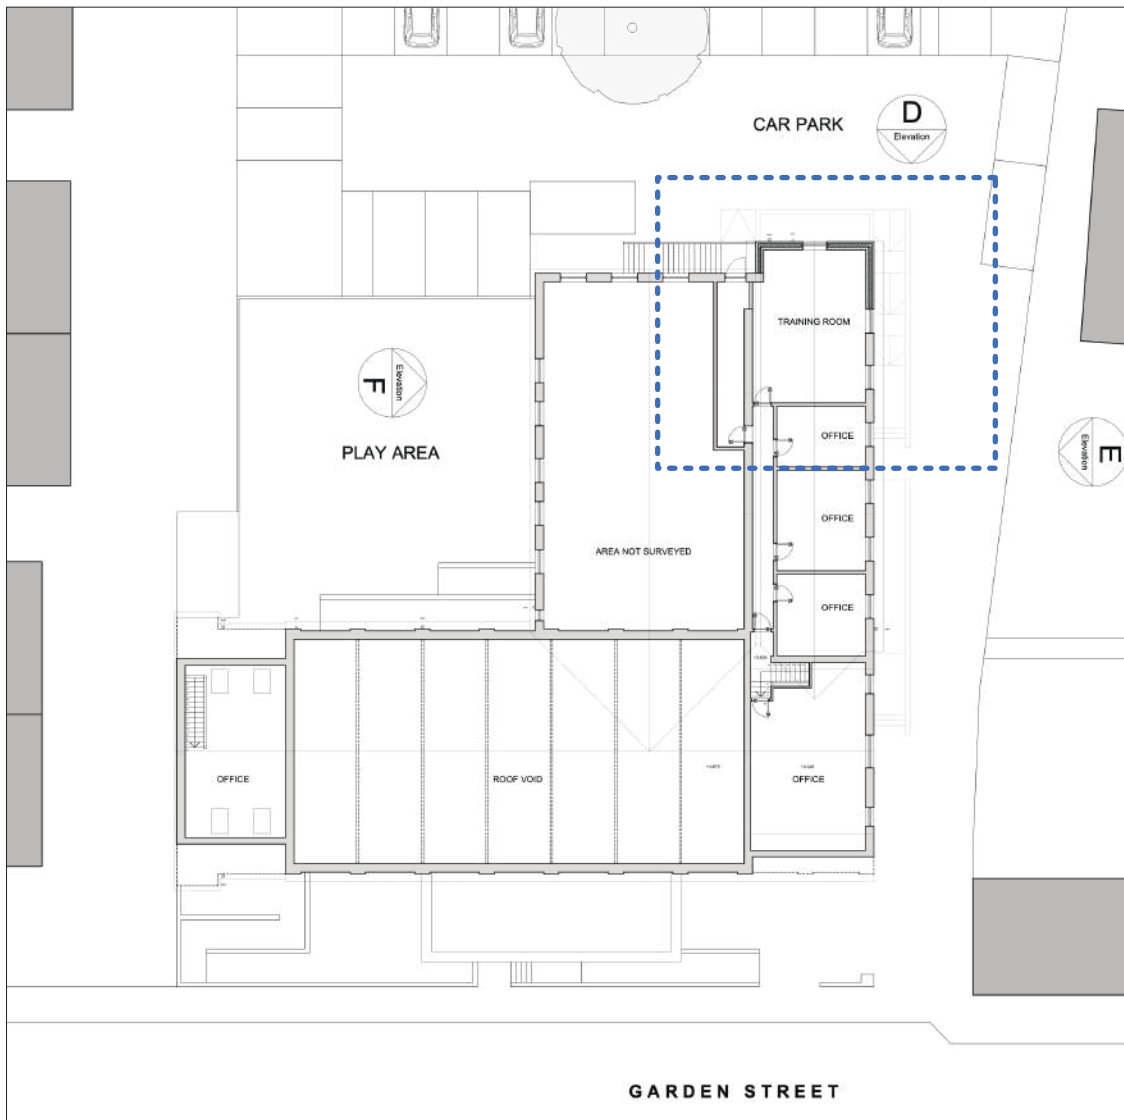 D
Elevation
CAR PARK
TRAINING ROOM
F
Elevation
PLAY AREA
OFFICE
E
Elevation
OFFICE
AREA NOT SURVEYED
OFFICE
OFFICE
ROOF VOID
OFFICE
GARDEN STREET